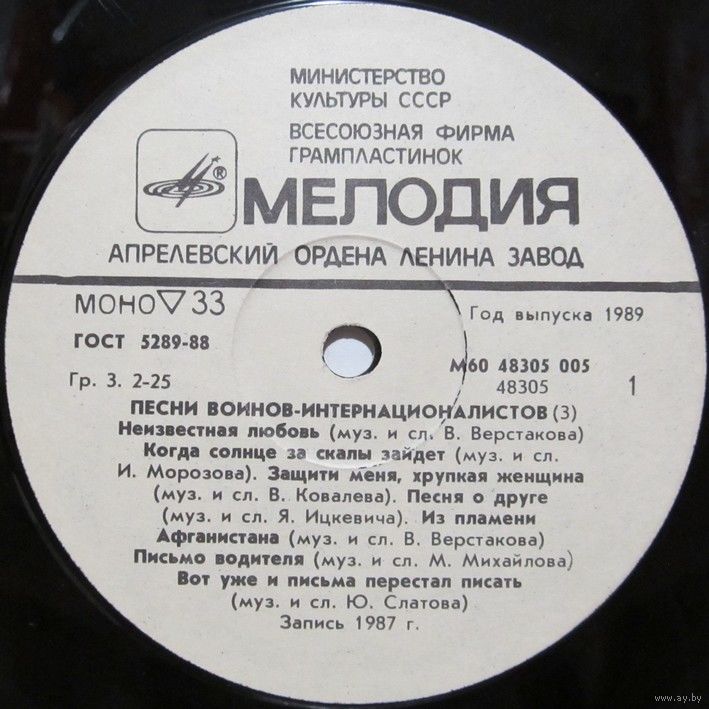 МИНИСТЕРСТВО
КУЛЬТУРЫ СССР
ВСЕСОЮЗНАЯ ФИРМА
ГРАМПЛАСТИНОК
®
МЕЛОДИЯ
АПРЕЛЕВСКИЙ ОРДЕНА ЛЕНИНА ЗАВОД
МОНО ▽ 33
Год выпуска 1989
ГОСТ 5289-88
М60 48305 005
Гр. 3. 2-25
48305
1
ПЕСНИ ВОИНОВ-ИНТЕРНАЦИОНАЛИСТОВ (3)
Неизвестная любовь (муз. и сл. В. Верстакова)
Когда солнце за скалы зайдет (муз. и сл.
И. Морозова). Защити меня, хрупкая женщина
(муз. и сл. В. Ковалева). Песня о друге
(муз. и сл. Я. Ицкевича). Из пламени
Афганистана (муз. и сл. В. Верстакова)
Письмо водителя (муз. и сл. М. Михайлова)
Вот уже и письма перестал писать
(муз. и сл. Ю. Слатова)
Запись 1987 г.
www.ay.by